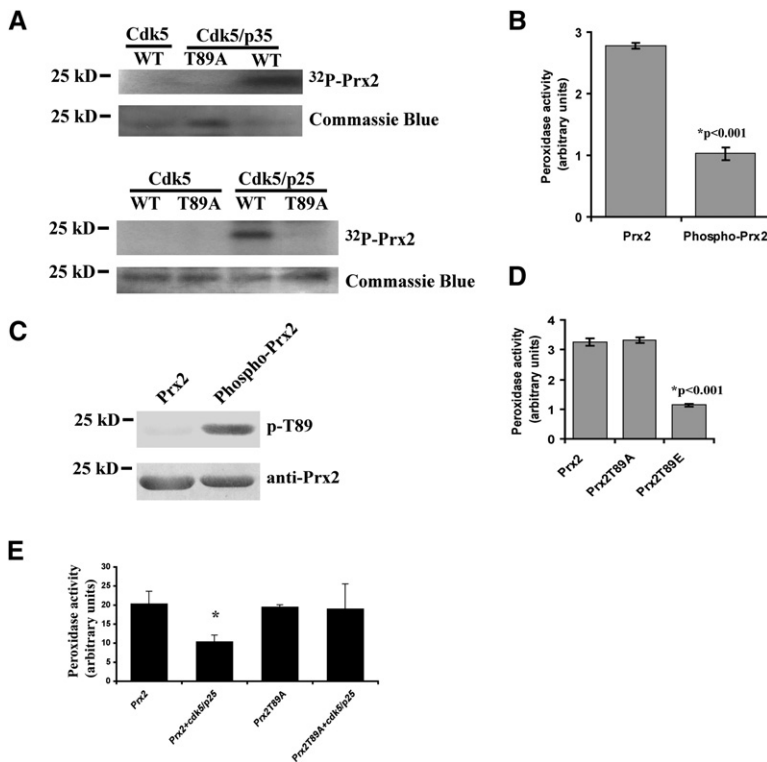 A
Cdk5 Cdk5/p35
WT T89A WT
25 kD
32P-Prx2
25 kD
Commassie Blue
Cdk5 Cdk5/p25
WT T89A WT T89A
25 kD
32P-Prx2
25 kD
Commassie Blue
B
Peroxidase activity
(arbitrary units)
3
2
1
0
*p<0.001
Prx2 Phospho-Prx2
C
Prx2 Phospho-Prx2
25 kD
p-T89
25 kD
anti-Prx2
D
Peroxidase activity
(arbitrary units)
4
3
2
1
0
*p<0.001
Prx2 Prx2T89A Prx2T89E
E
Peroxidase activity
(arbitrary units)
30
25
20
15
10
5
0
*
Prx2 Prx2+cdk5/p25 Prx2T89A Prx2T89A+cdk5/p25